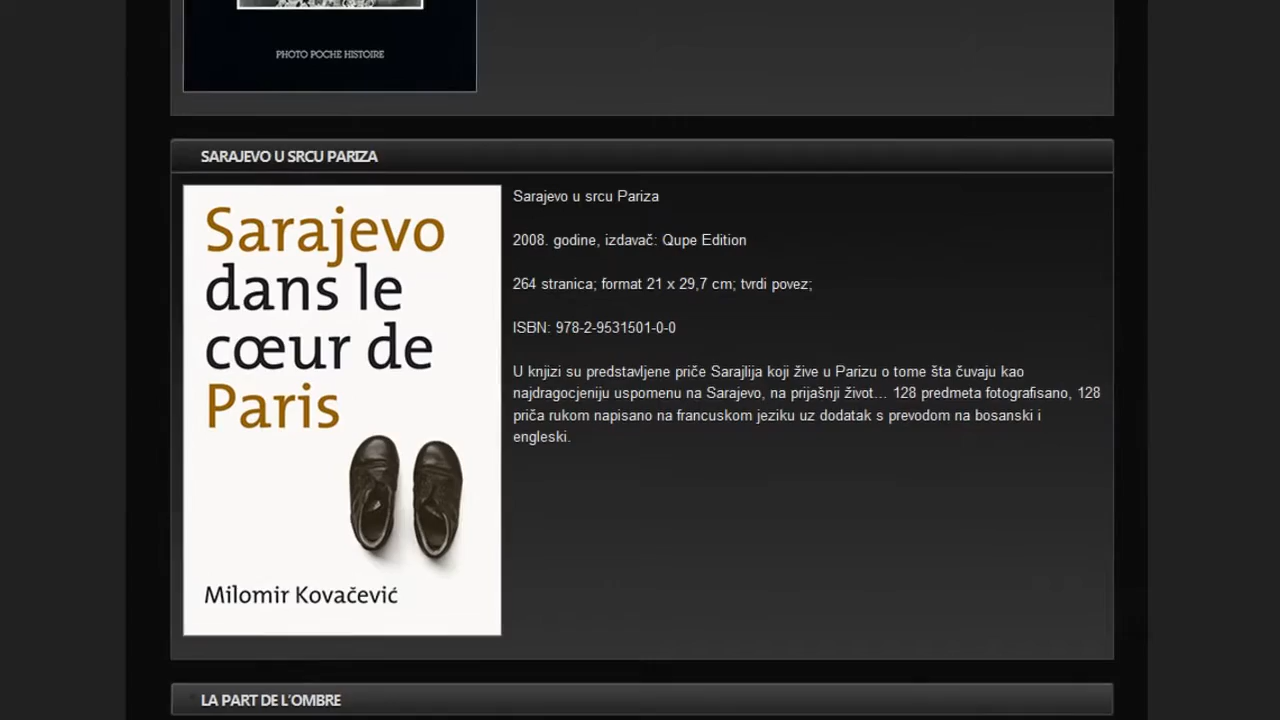 PHOTO POCHE HISTOIRE
SARAJEVO U SRCU PARIZA
Sarajevo
dans le
cœur de
Paris
Milomir Kovačević
Sarajevo u srcu Pariza
2008. godine, izdavač: Qupe Edition
264 stranica; format 21 x 29,7 cm; tvrdi povez;
ISBN: 978-2-9531501-0-0
U knjizi su predstavljene priče Sarajlija koji žive u Parizu o tome šta čuvaju kao
najdragocjeniju uspomenu na Sarajevo, na prijašnji život... 128 predmeta fotografisano, 128
priča rukom napisano na francuskom jeziku uz dodatak s prevodom na bosanski i
engleski.
LA PART DE L'OMBRE